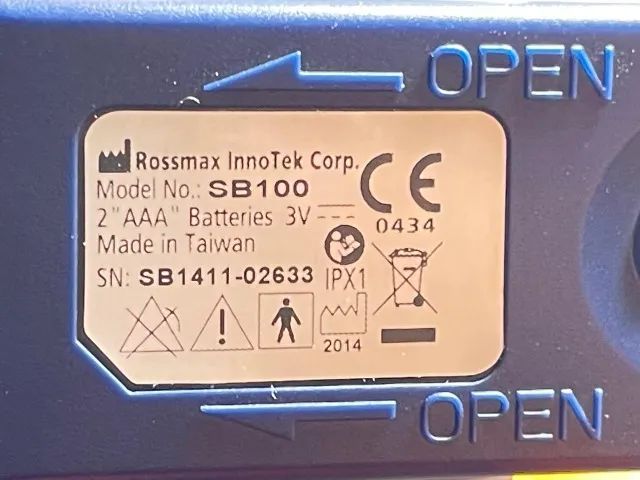 OPEN
Rossmax InnoTek Corp.
Model No.: SB100
2"AAA" Batteries 3V
CE
0434
Made in Taiwan
SN: SB1411-02633 IPX1
2014
OPEN